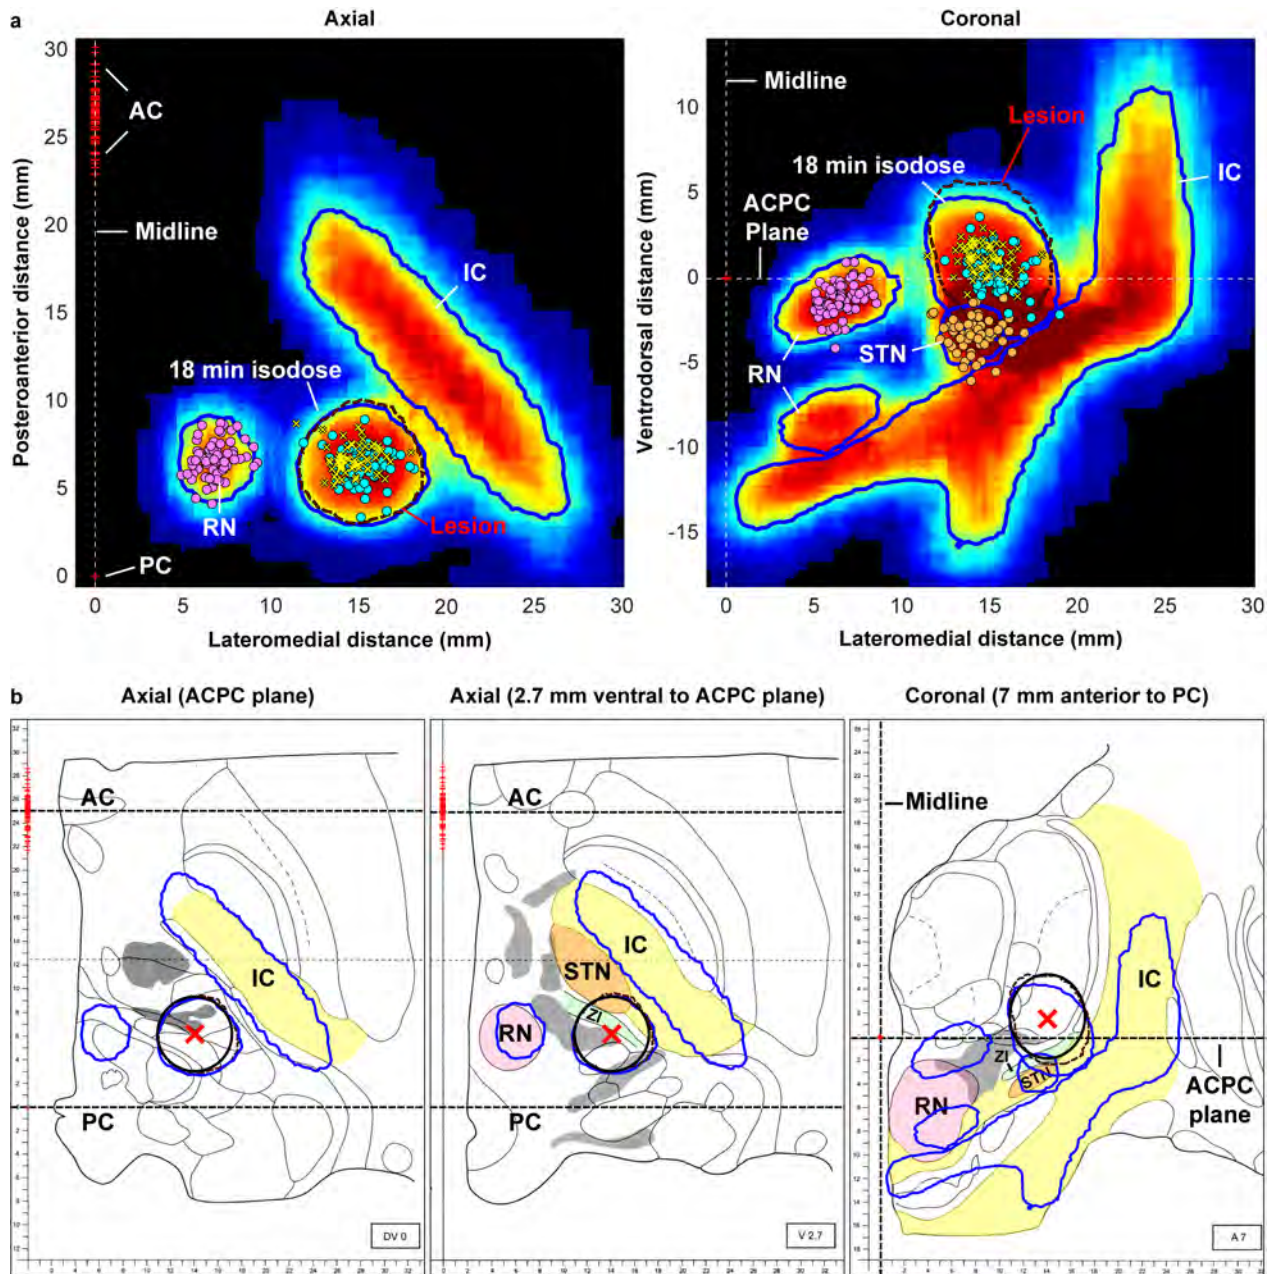 a
Axial
Coronal
30
25
20
15
10
5
0
Posteroanterior distance (mm)
AC
Midline
IC
18 min isodose
RN
Lesion
PC
0
5
10
15
20
25
30
Lateromedial distance (mm)
10
5
0
-5
-10
-15
Ventrodorsal distance (mm)
Midline
Lesion
18 min isodose
IC
ACPC
Plane
STN
RN
0
5
10
15
20
25
30
Lateromedial distance (mm)
b
Axial (ACPC plane)
Axial (2.7 mm ventral to ACPC plane)
Coronal (7 mm anterior to PC)
AC
IC
PC
DV 0
AC
IC
STN
ZI
RN
PC
V 2.7
Midline
IC
ZI
STN
RN
ACPC
plane
A 7